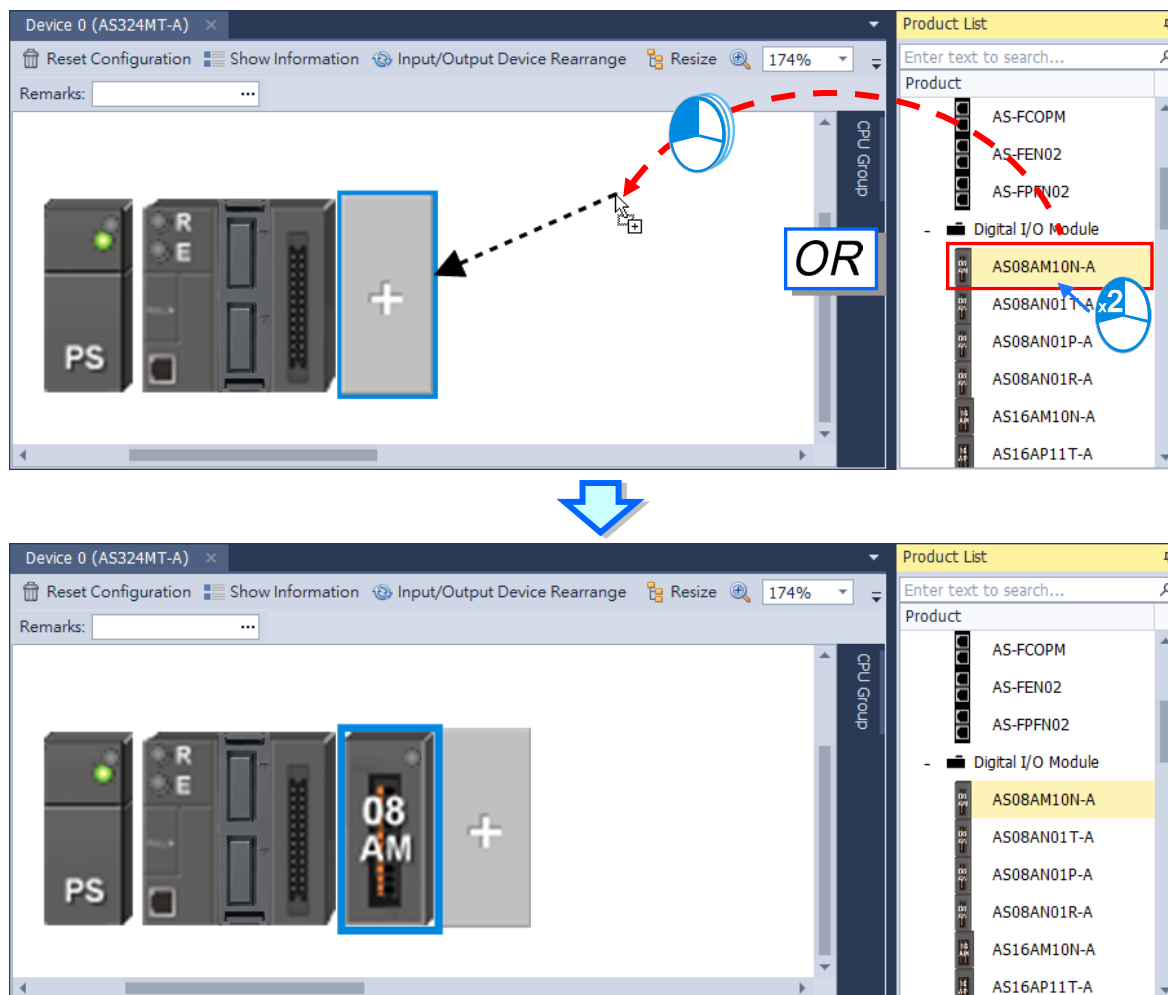 Device 0 (AS324MT-A) ×
Product List
Reset Configuration Show Information Input/Output Device Rearrange Resize 174%
Enter text to search...
Remarks: ...
Product
CPU Group
AS-FCOPM
AS-FEN02
AS-FPFN02
- Digital I/O Module
AS08AM10N-A
AS08AN01T-A
AS08AN01P-A
AS08AN01R-A
AS16AM10N-A
AS16AP11T-A
R
E
PS
+
OR
x2
Device 0 (AS324MT-A) ×
Product List
Reset Configuration Show Information Input/Output Device Rearrange Resize 174%
Enter text to search...
Remarks: ...
Product
CPU Group
AS-FCOPM
AS-FEN02
AS-FPFN02
- Digital I/O Module
AS08AM10N-A
AS08AN01T-A
AS08AN01P-A
AS08AN01R-A
AS16AM10N-A
AS16AP11T-A
R
E
PS
08
AM
+